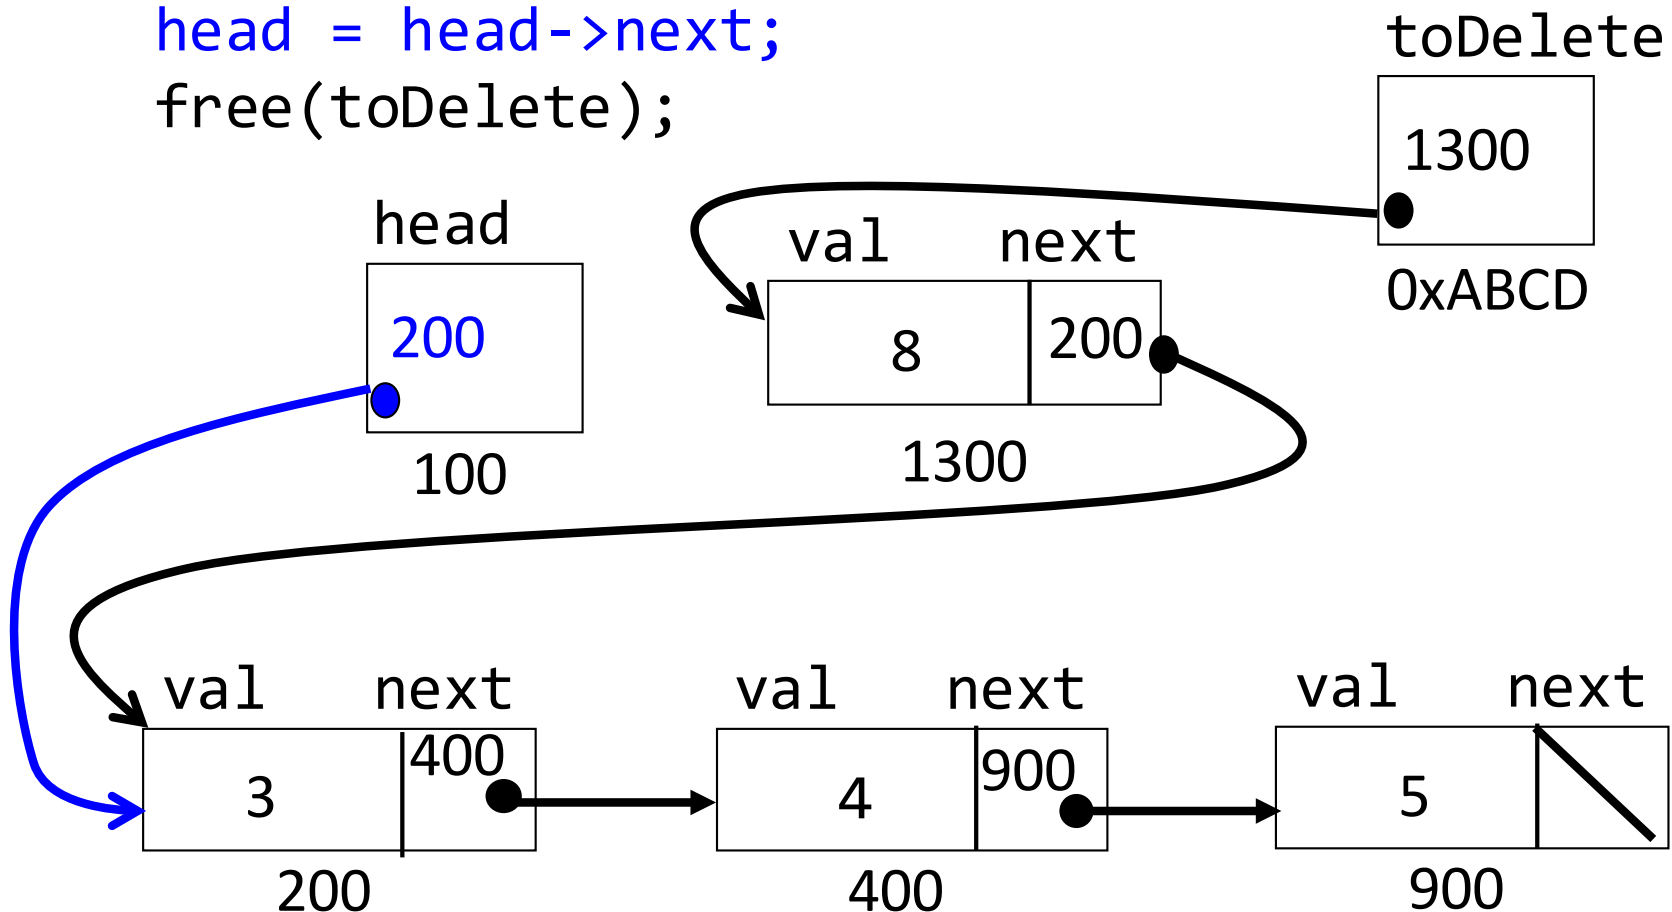 head = head->next;
free(toDelete);
toDelete
1300
0xABCD
head
200
100
val next
8 200
1300
val next
3 400
200
val next
4 900
400
val next
5
900